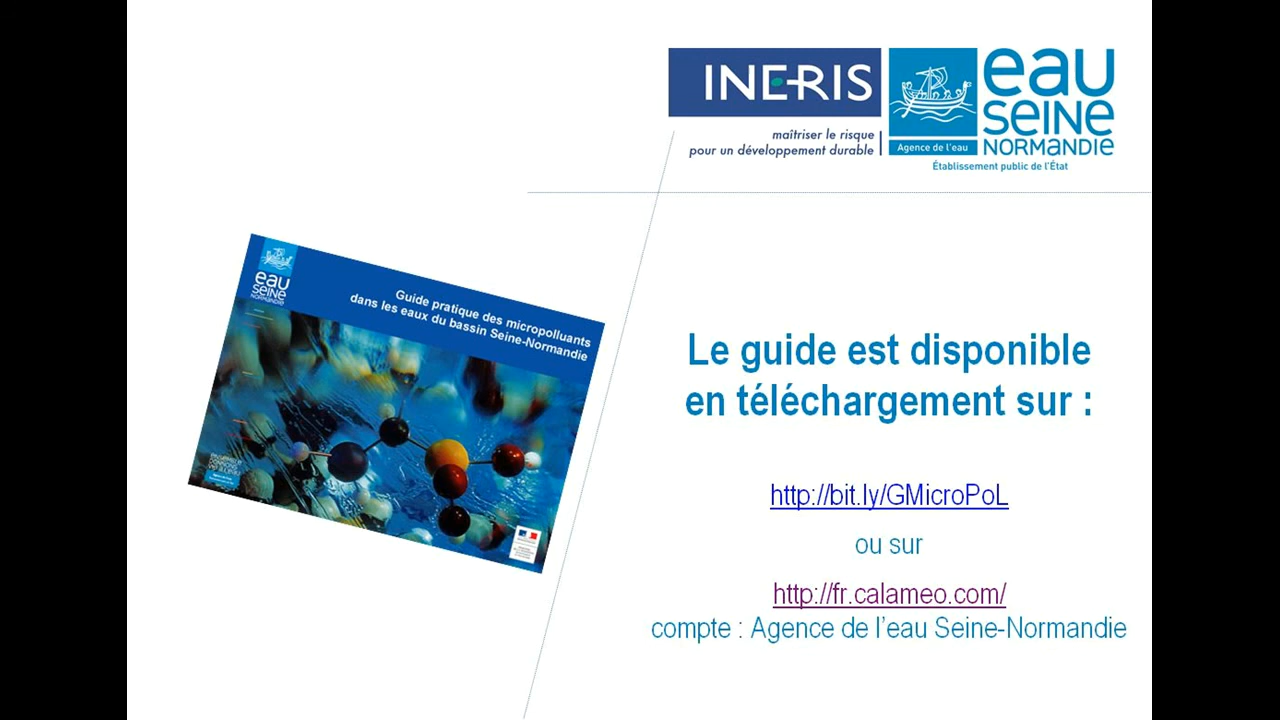 INERIS
maîtriser le risque
pour un développement durable
eau
SEINE
NORMANDIE
Agence de l'eau
Établissement public de l'État
eau
SEINE
NORMANDIE
Guide pratique des micropolluants
dans les eaux du bassin Seine-Normandie
Le guide est disponible
en téléchargement sur :
http://bit.ly/GMicroPoL
ou sur
http://fr.calameo.com/
compte : Agence de l'eau Seine-Normandie